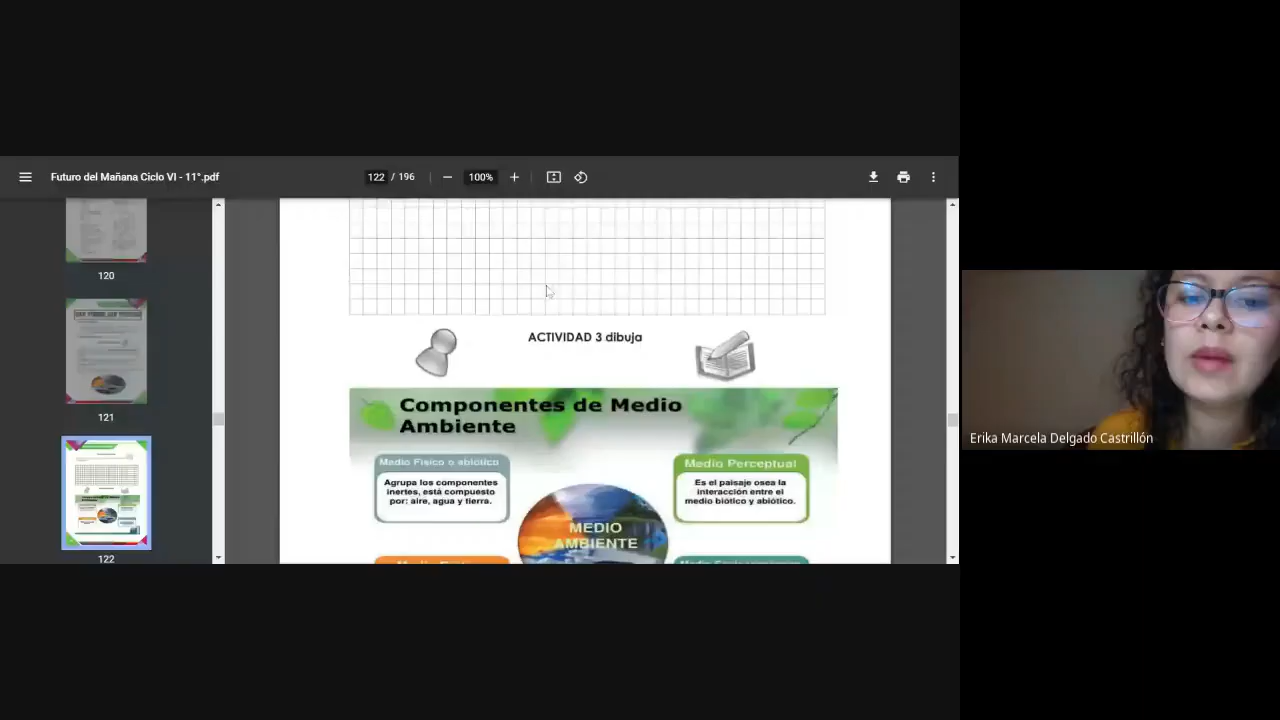 Futuro del Mañana Ciclo VI - 11°.pdf
122 / 196
100%
120
121
122
ACTIVIDAD 3 dibuja
Componentes de Medio
Ambiente
Medio Físico o abiótico
Agrupa los componentes
inertes, está compuesto
por: aire, agua y tierra.
Medio Perceptual
Es el paisaje osea la
interacción entre el
medio biótico y abiótico.
MEDIO
AMBIENTE
Erika Marcela Delgado Castrillón